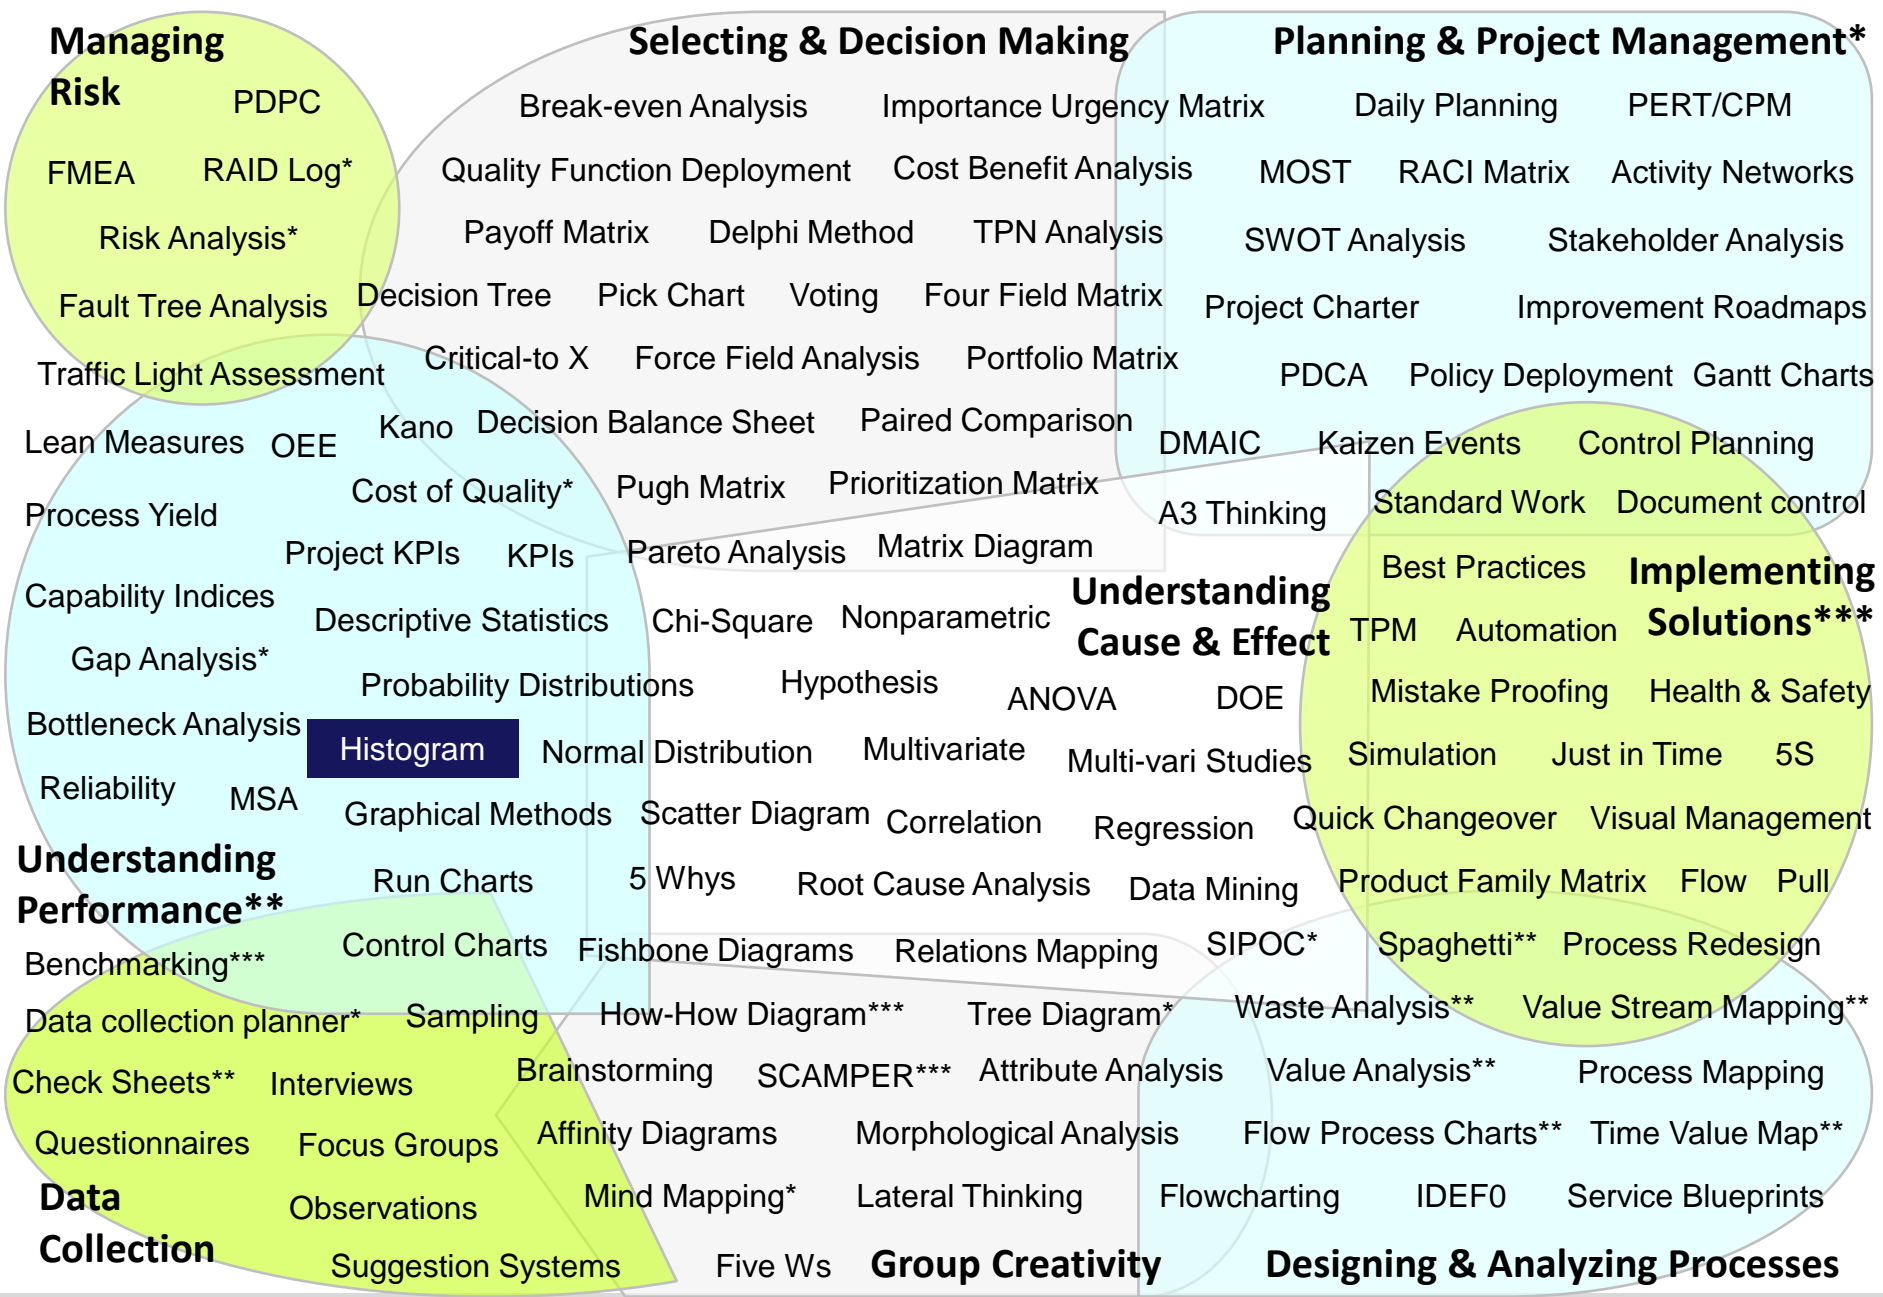 Managing
Risk
Selecting & Decision Making
Planning & Project Management*
PDPC
Break-even Analysis
Importance Urgency Matrix
Daily Planning
PERT/CPM
FMEA
RAID Log*
Quality Function Deployment
Cost Benefit Analysis
MOST
RACI Matrix
Activity Networks
Risk Analysis*
Payoff Matrix
Delphi Method
TPN Analysis
SWOT Analysis
Stakeholder Analysis
Fault Tree Analysis
Decision Tree
Pick Chart
Voting
Four Field Matrix
Project Charter
Improvement Roadmaps
Traffic Light Assessment
Critical-to X
Force Field Analysis
Portfolio Matrix
PDCA
Policy Deployment
Gantt Charts
Lean Measures
OEE
Kano
Decision Balance Sheet
Paired Comparison
DMAIC
Kaizen Events
Control Planning
Cost of Quality*
Pugh Matrix
Prioritization Matrix
Process Yield
A3 Thinking
Standard Work
Document control
Project KPIs
KPIs
Pareto Analysis
Matrix Diagram
Best Practices
Implementing
Solutions***
Capability Indices
Descriptive Statistics
Chi-Square
Nonparametric
Understanding
Cause & Effect
TPM
Automation
Gap Analysis*
Probability Distributions
Hypothesis
ANOVA
DOE
Mistake Proofing
Health & Safety
Bottleneck Analysis
Histogram
Normal Distribution
Multivariate
Multi-vari Studies
Simulation
Just in Time
5S
Reliability
MSA
Graphical Methods
Scatter Diagram
Correlation
Regression
Quick Changeover
Visual Management
Understanding
Performance**
Run Charts
5 Whys
Root Cause Analysis
Data Mining
Product Family Matrix
Flow
Pull
Benchmarking***
Control Charts
Fishbone Diagrams
Relations Mapping
SIPOC*
Spaghetti**
Process Redesign
Data collection planner*
Sampling
How-How Diagram***
Tree Diagram*
Waste Analysis**
Value Stream Mapping**
Check Sheets**
Interviews
Brainstorming
SCAMPER***
Attribute Analysis
Value Analysis**
Process Mapping
Questionnaires
Focus Groups
Affinity Diagrams
Morphological Analysis
Flow Process Charts**
Time Value Map**
Data
Collection
Observations
Mind Mapping*
Lateral Thinking
Flowcharting
IDEF0
Service Blueprints
Suggestion Systems
Five Ws
Group Creativity
Designing & Analyzing Processes